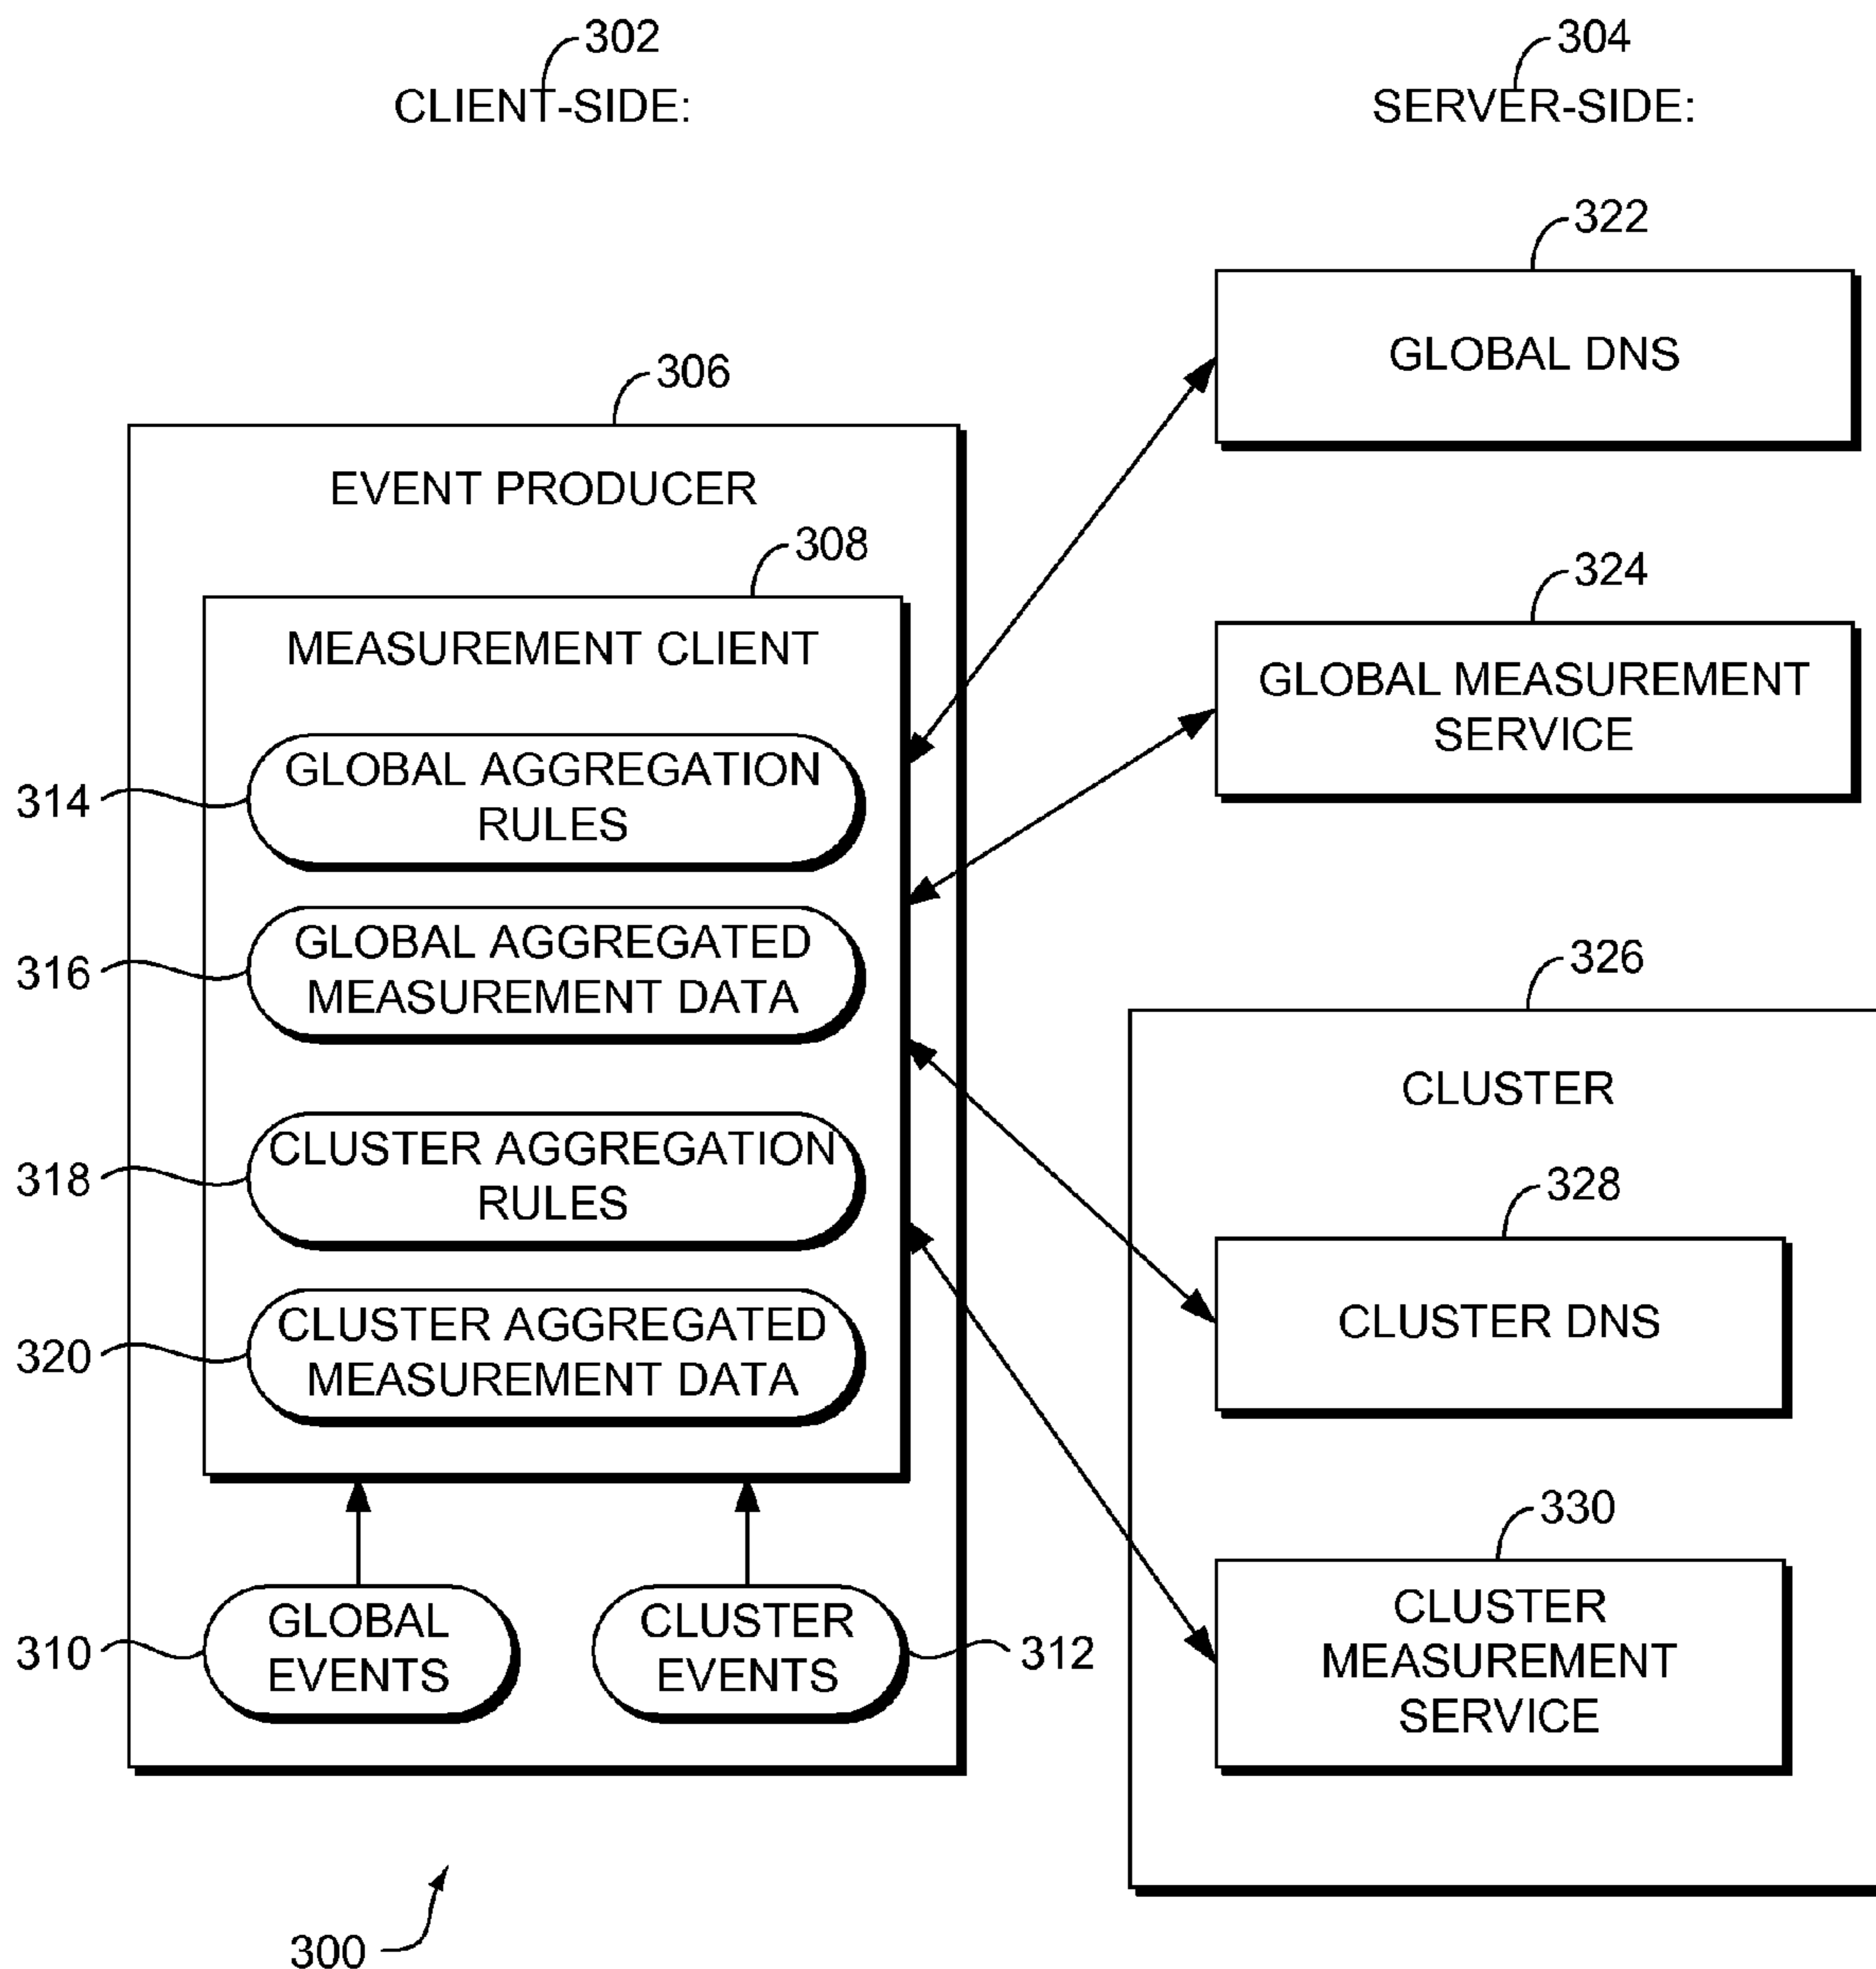 302
CLIENT-SIDE:
304
SERVER-SIDE:
306
EVENT PRODUCER
308
MEASUREMENT CLIENT
314
GLOBAL AGGREGATION
RULES
316
GLOBAL AGGREGATED
MEASUREMENT DATA
318
CLUSTER AGGREGATION
RULES
320
CLUSTER AGGREGATED
MEASUREMENT DATA
310
GLOBAL
EVENTS
CLUSTER
EVENTS
312
322
GLOBAL DNS
324
GLOBAL MEASUREMENT
SERVICE
326
CLUSTER
328
CLUSTER DNS
330
CLUSTER
MEASUREMENT
SERVICE
300